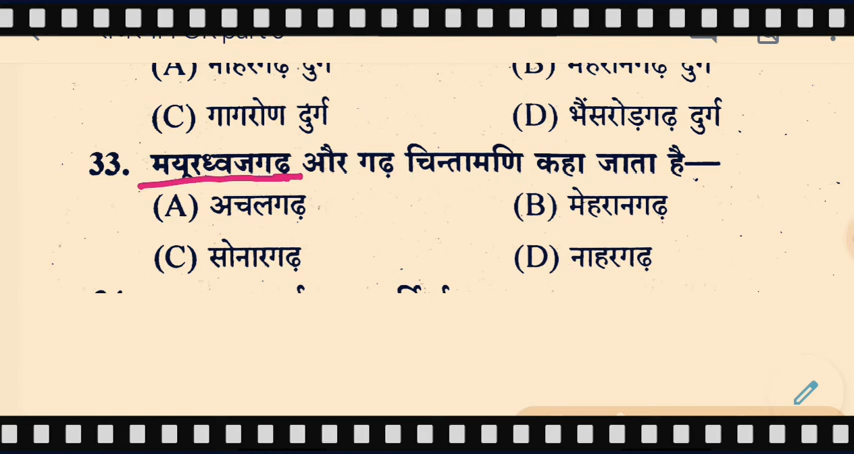 (C) गागरोण दुर्ग (D) भैंसरोड़गढ़ दुर्ग
33. मयूरध्वजगढ़ और गढ़ चिन्तामणि कहा जाता है—
(A) अचलगढ़ (B) मेहरानगढ़
(C) सोनारगढ़ (D) नाहरगढ़